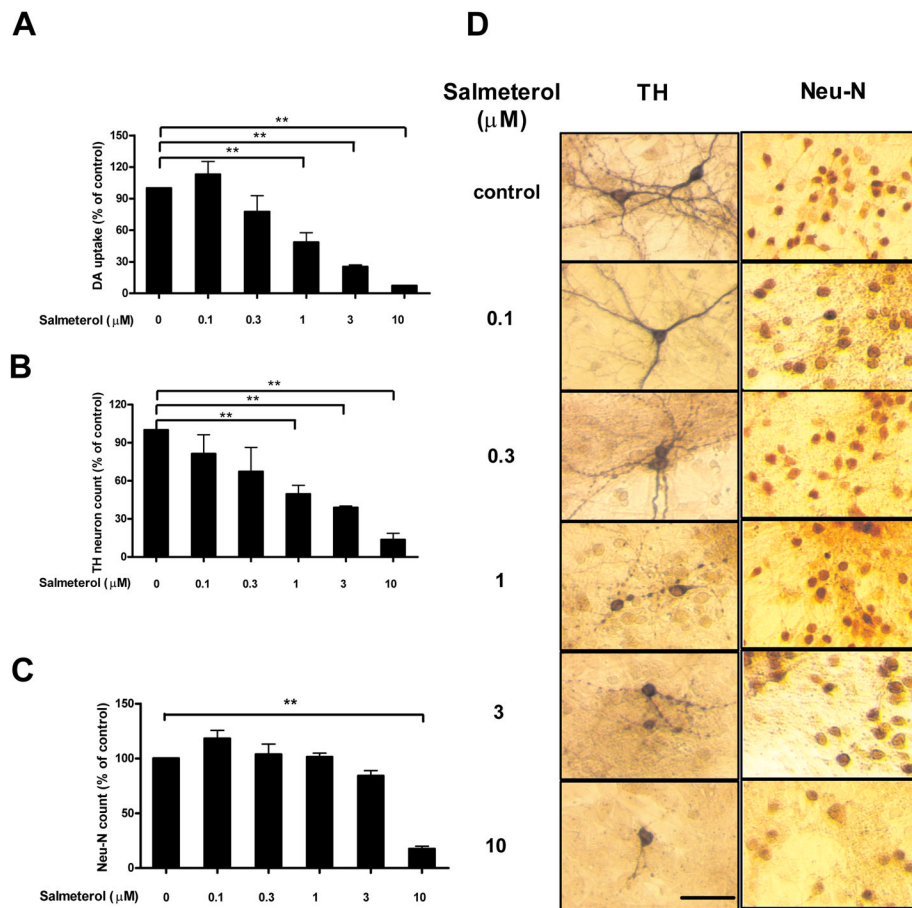 A
DA uptake (% of control)
150
120
90
60
30
0
**
**
**
Salmeterol (μM) 0 0.1 0.3 1 3 10
B
TH neuron count (% of control)
120
90
60
30
0
**
**
**
Salmeterol (μM) 0 0.1 0.3 1 3 10
C
Neu-N count (% of control)
150
100
50
0
**
Salmeterol (μM) 0 0.1 0.3 1 3 10
D
Salmeterol TH Neu-N
(μM)
control
0.1
0.3
1
3
10